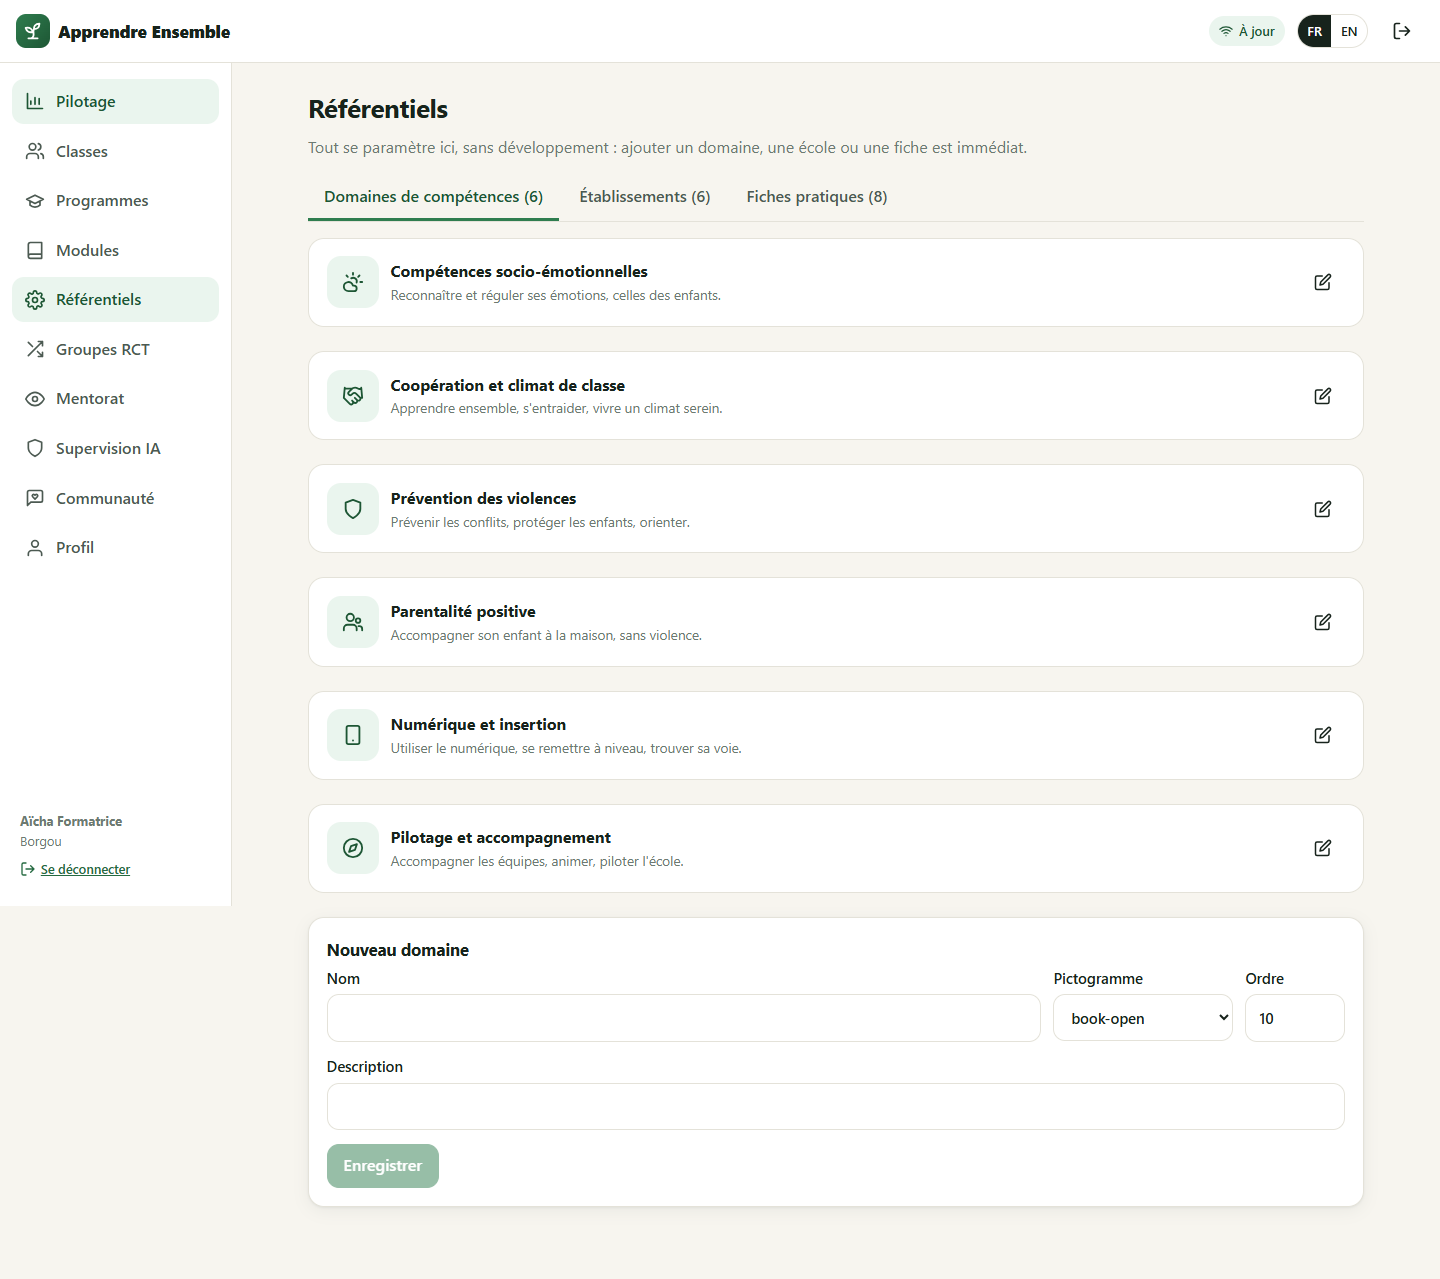 Apprendre Ensemble
À jour
FR
EN
Pilotage
Classes
Programmes
Modules
Référentiels
Groupes RCT
Mentorat
Supervision IA
Communauté
Profil
Aïcha Formatrice
Borgou
Se déconnecter
Référentiels
Tout se paramètre ici, sans développement : ajouter un domaine, une école ou une fiche est immédiat.
Domaines de compétences (6)
Établissements (6)
Fiches pratiques (8)
Compétences socio-émotionnelles
Reconnaître et réguler ses émotions, celles des enfants.
Coopération et climat de classe
Apprendre ensemble, s'entraider, vivre un climat serein.
Prévention des violences
Prévenir les conflits, protéger les enfants, orienter.
Parentalité positive
Accompagner son enfant à la maison, sans violence.
Numérique et insertion
Utiliser le numérique, se remettre à niveau, trouver sa voie.
Pilotage et accompagnement
Accompagner les équipes, animer, piloter l'école.
Nouveau domaine
Nom
Pictogramme
Ordre
book-open
10
Description
Enregistrer